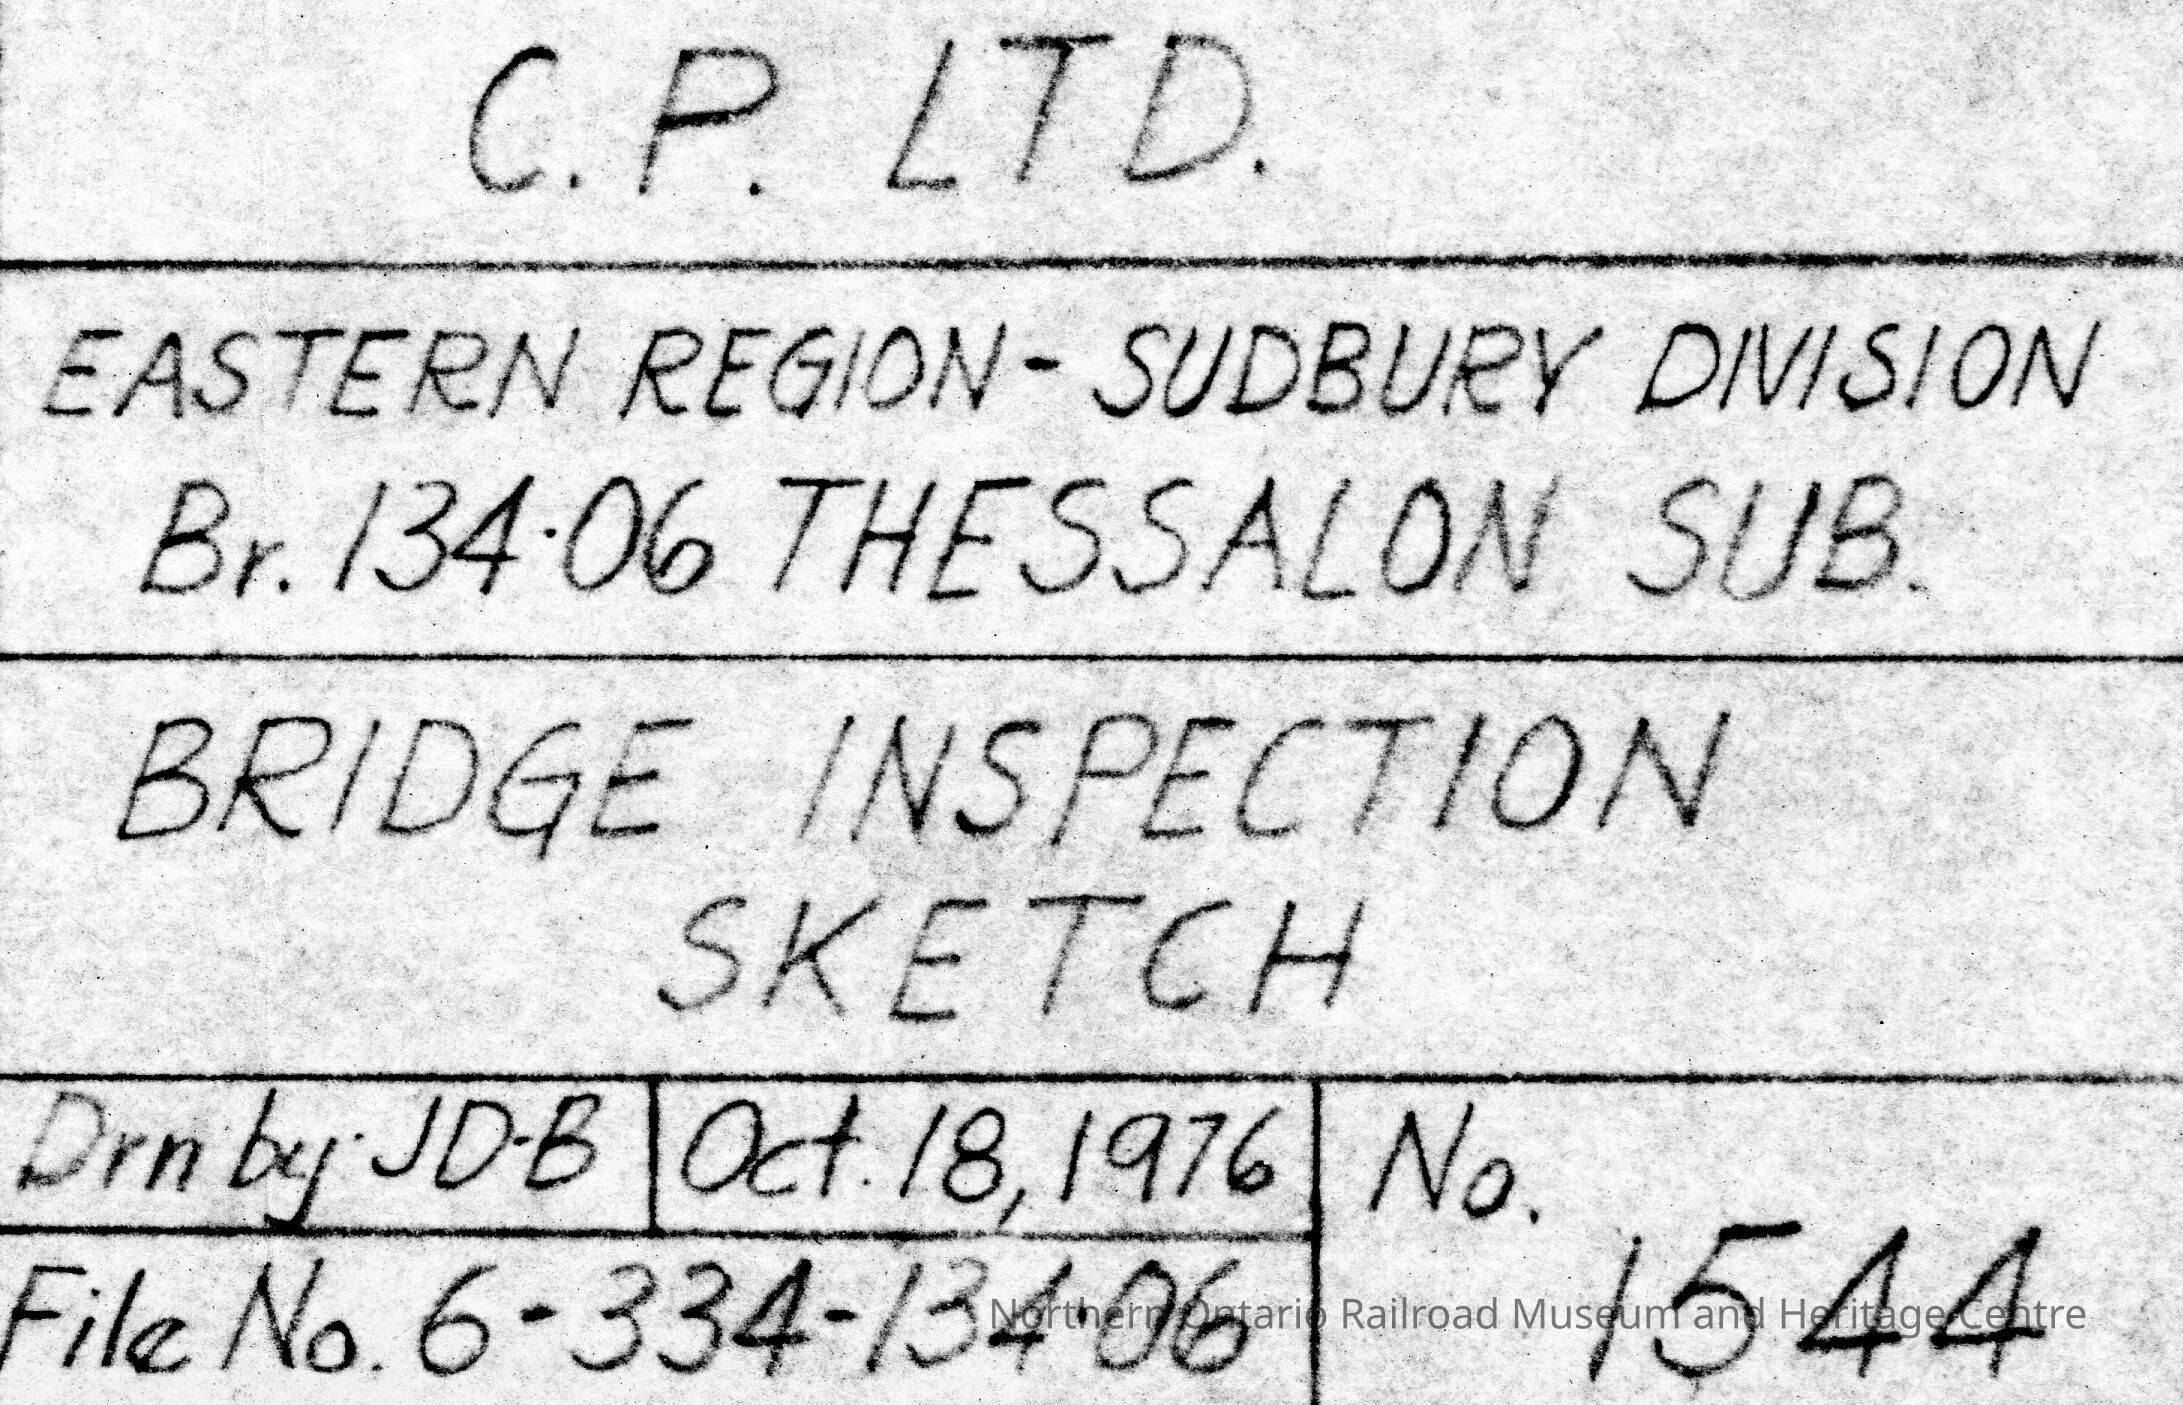 C.P. LTD.
EASTERN REGION - SUDBURY DIVISION
Br. 134·06 THESSALON SUB.
BRIDGE INSPECTION
SKETCH
Drn by· JD·B
Oct. 18, 1976
No.
1544
File No. 6-334-134·06
Northern Ontario Railroad Museum and Heritage Centre